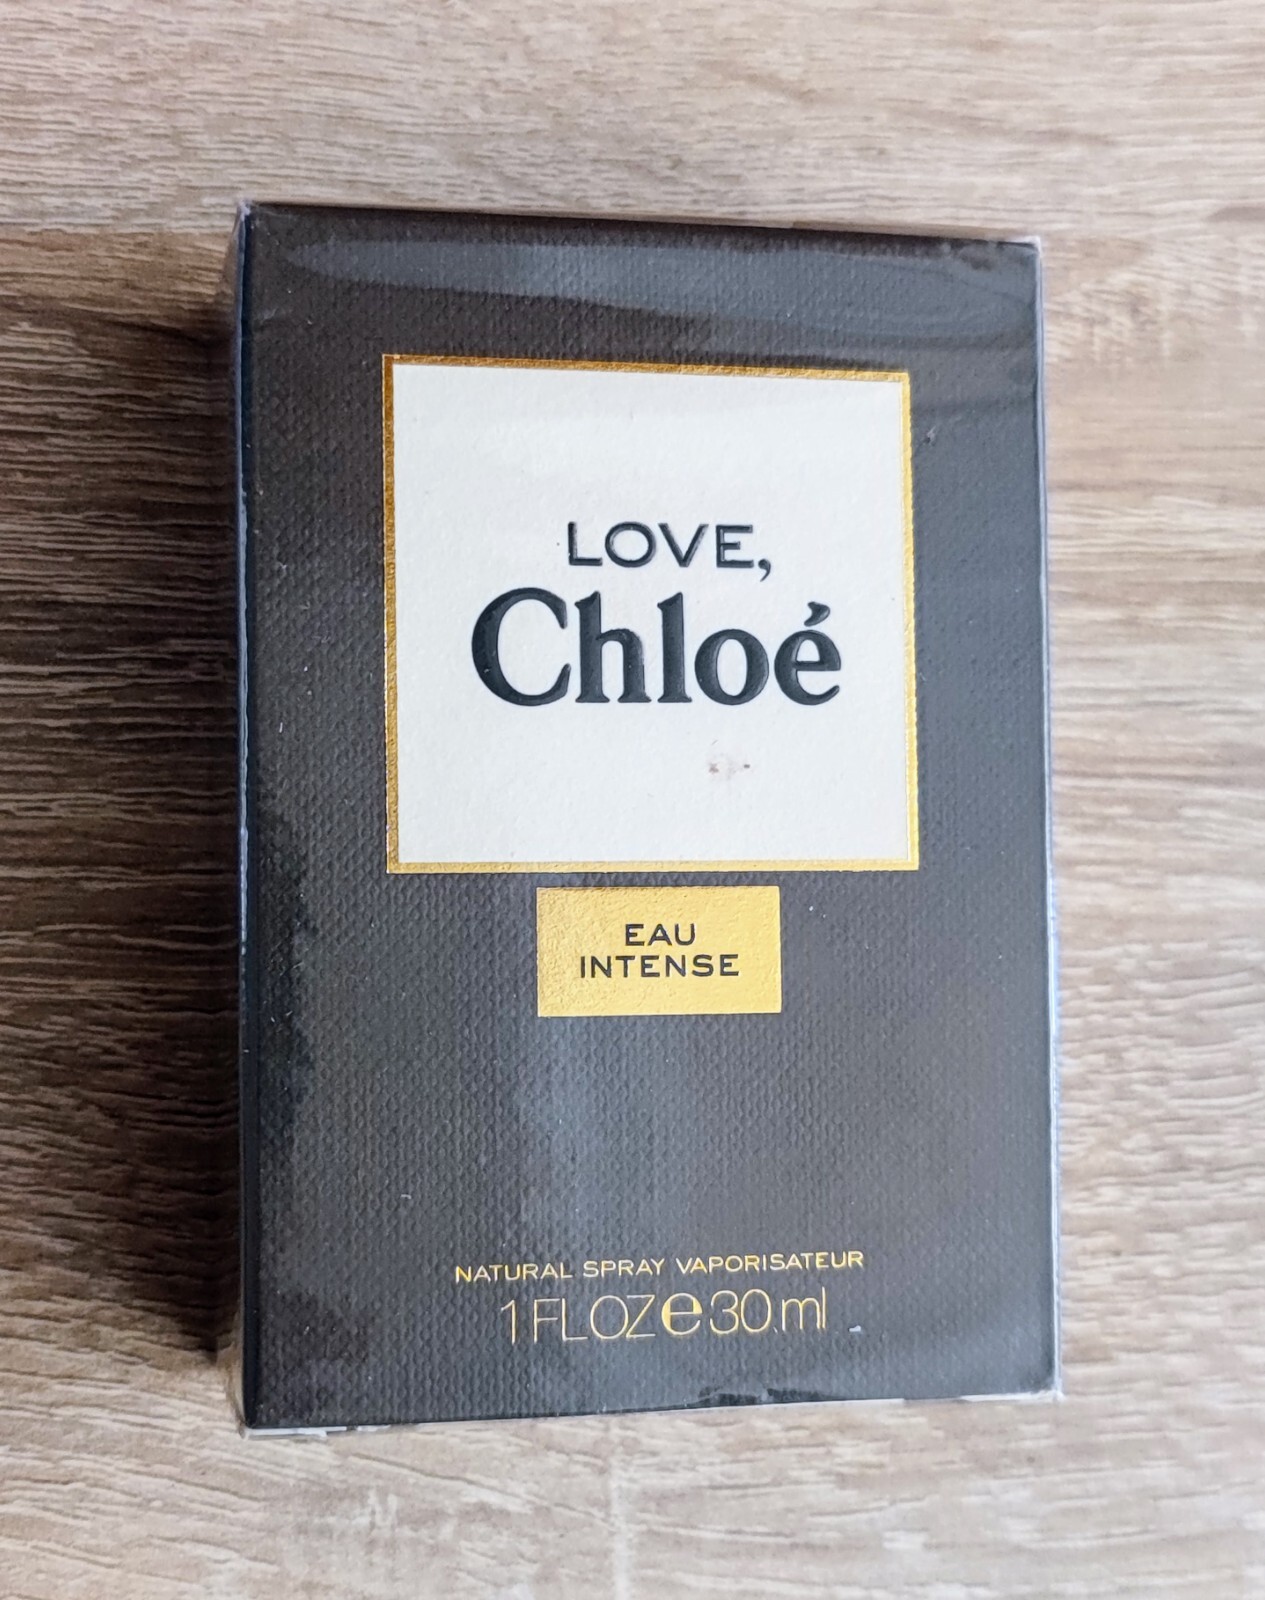 LOVE,
Chloé
EAU
INTENSE
NATURAL SPRAY VAPORISATEUR
1 FL OZ e 30 ml